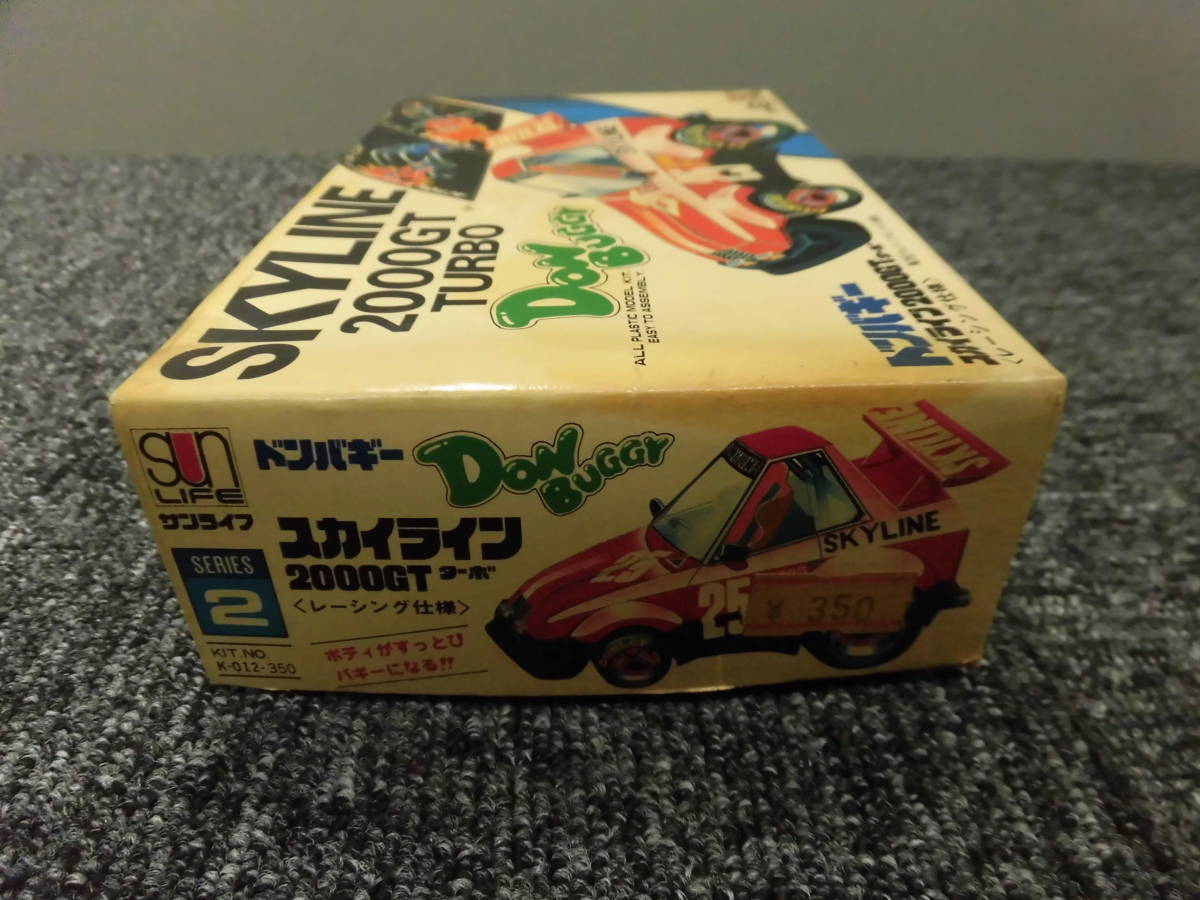 SKYLINE
2000GT
TURBO
DON BUGGY
ALL PLASTIC MODEL KIT
EASY TO ASSEMBLY.
SKYLINE
ドンバギー
スカイライン2000GTターボ
〈レーシング仕様〉
SUN
LIFE
サンライフ
ドンバギー
DON BUGGY
スカイライン
2000GT ターボ
〈レーシング仕様〉
SERIES
2
KIT.NO.
K-012-350
ボディがすっとび
バギーになる!!
SKYLINE
SKYLINE
25
25
¥ 350